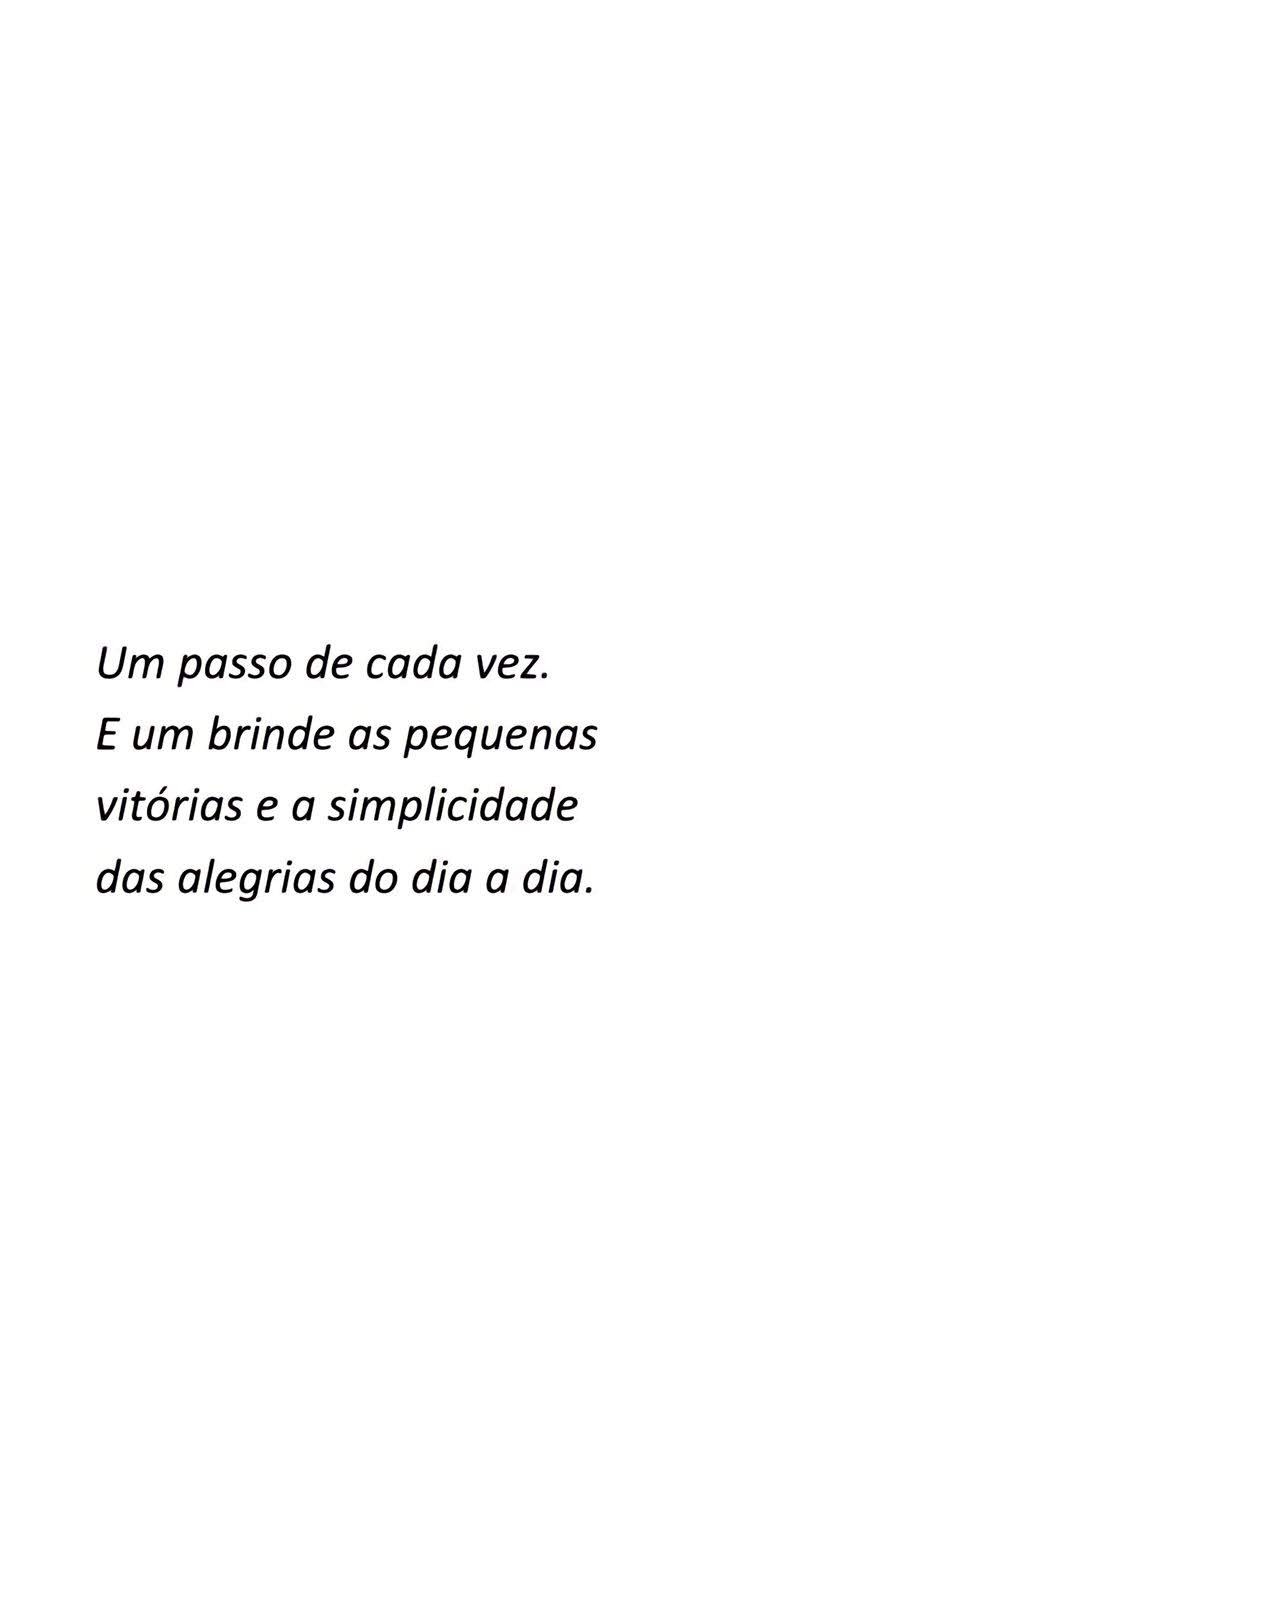 Um passo de cada vez.
E um brinde as pequenas
vitórias e a simplicidade
das alegrias do dia a dia.